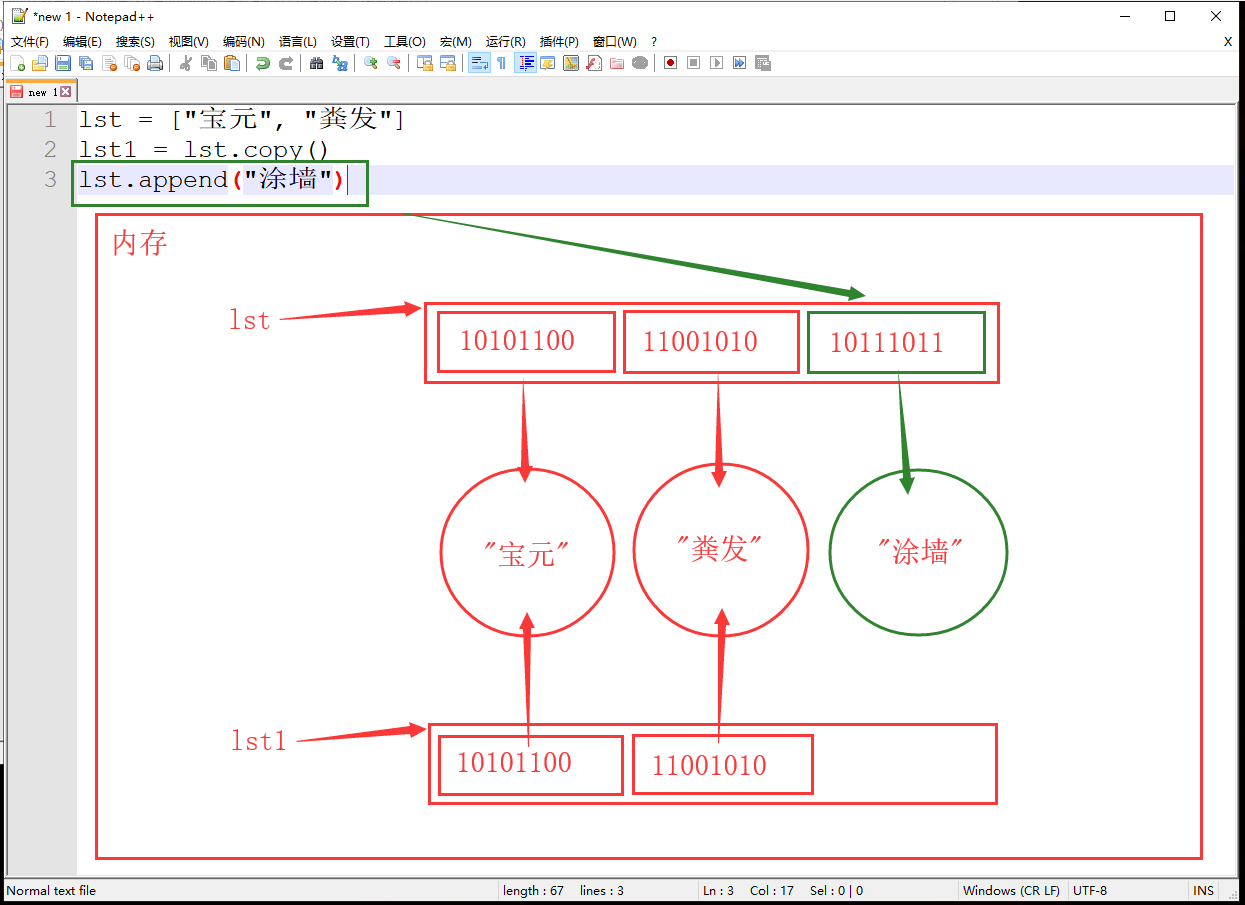 *new 1 - Notepad++
文件(F) 编辑(E) 搜索(S) 视图(V) 编码(N) 语言(L) 设置(T) 工具(O) 宏(M) 运行(R) 插件(P) 窗口(W) ? X
new 1
1 lst = ["宝元", "粪发"]
2 lst1 = lst.copy()
3 lst.append("涂墙")
内存
lst
10101100 11001010 10111011
"宝元" "粪发" "涂墙"
lst1
10101100 11001010
Normal text file length : 67 lines : 3 Ln : 3 Col : 17 Sel : 0 | 0 Windows (CR LF) UTF-8 INS